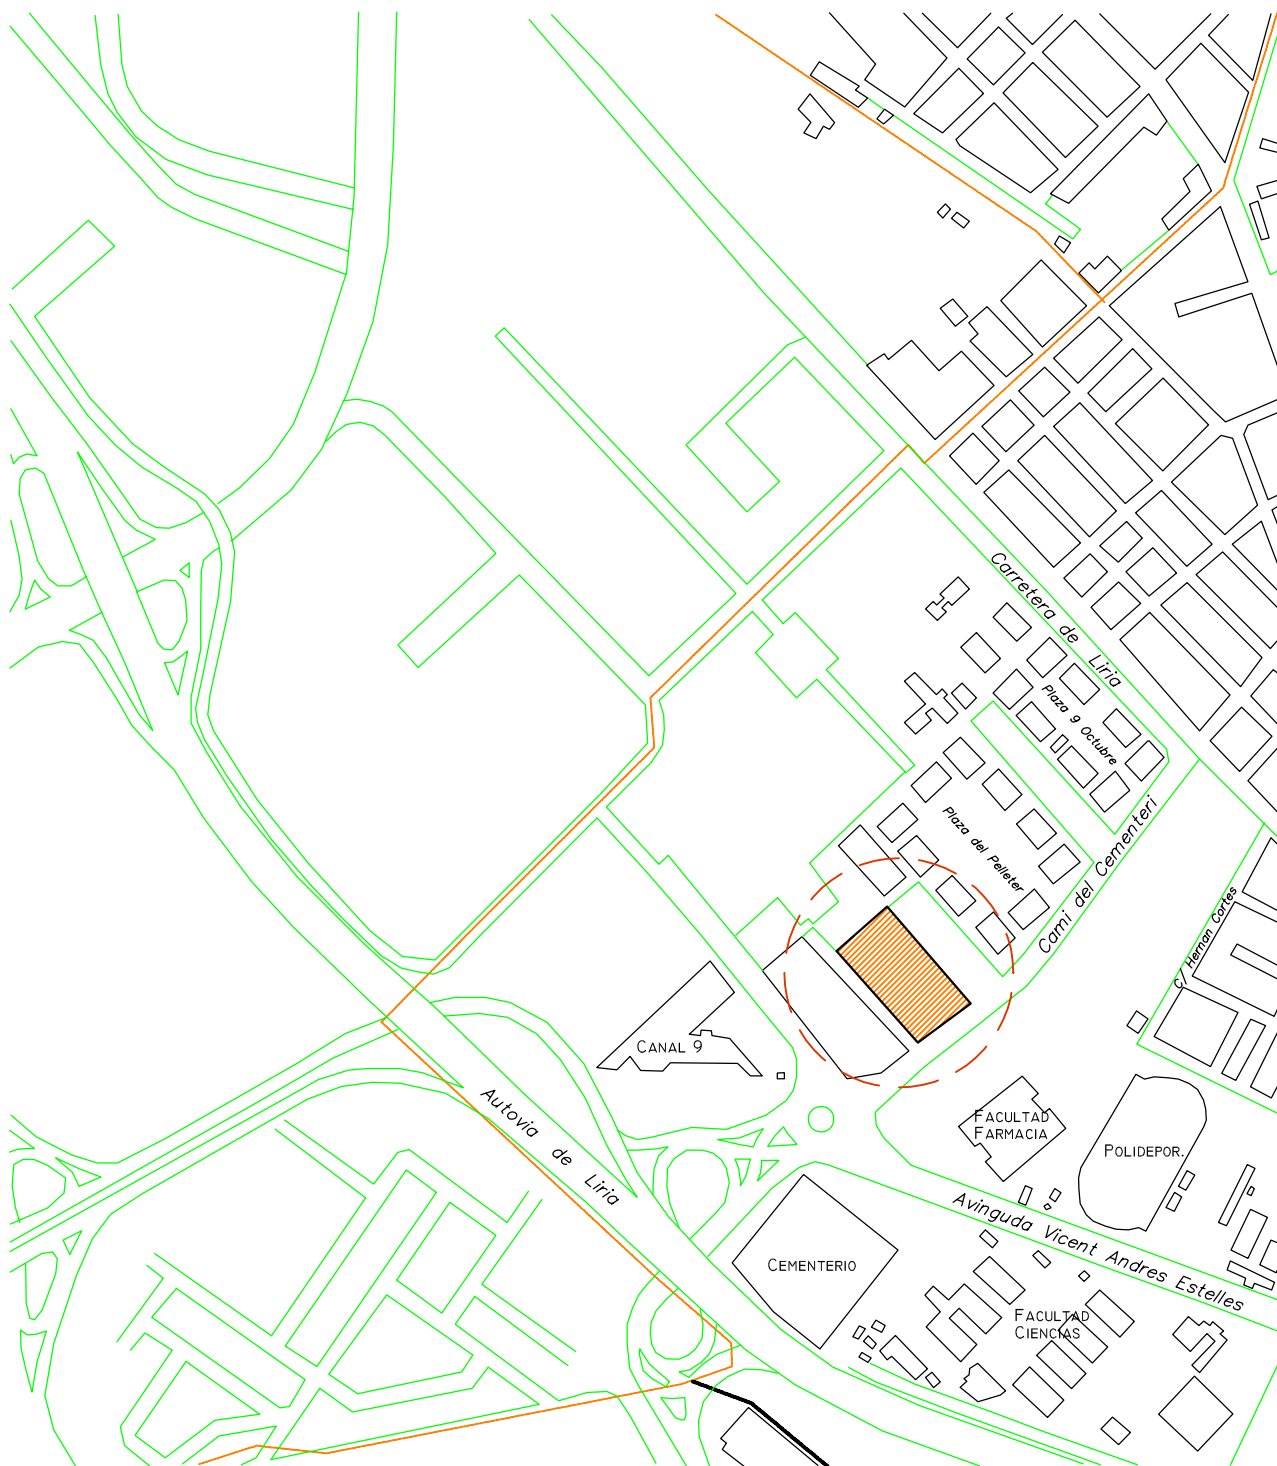 Carretera de Liria
Plaza 9 Octubre
Plaza del Pelleter
Cami del Cementeri
C/ Hernan Cortes
CANAL 9
Autovia de Liria
FACULTAD
FARMACIA
POLIDEPOR.
Avinguda Vicent Andres Estelles
CEMENTERIO
FACULTAD
CIENCIAS